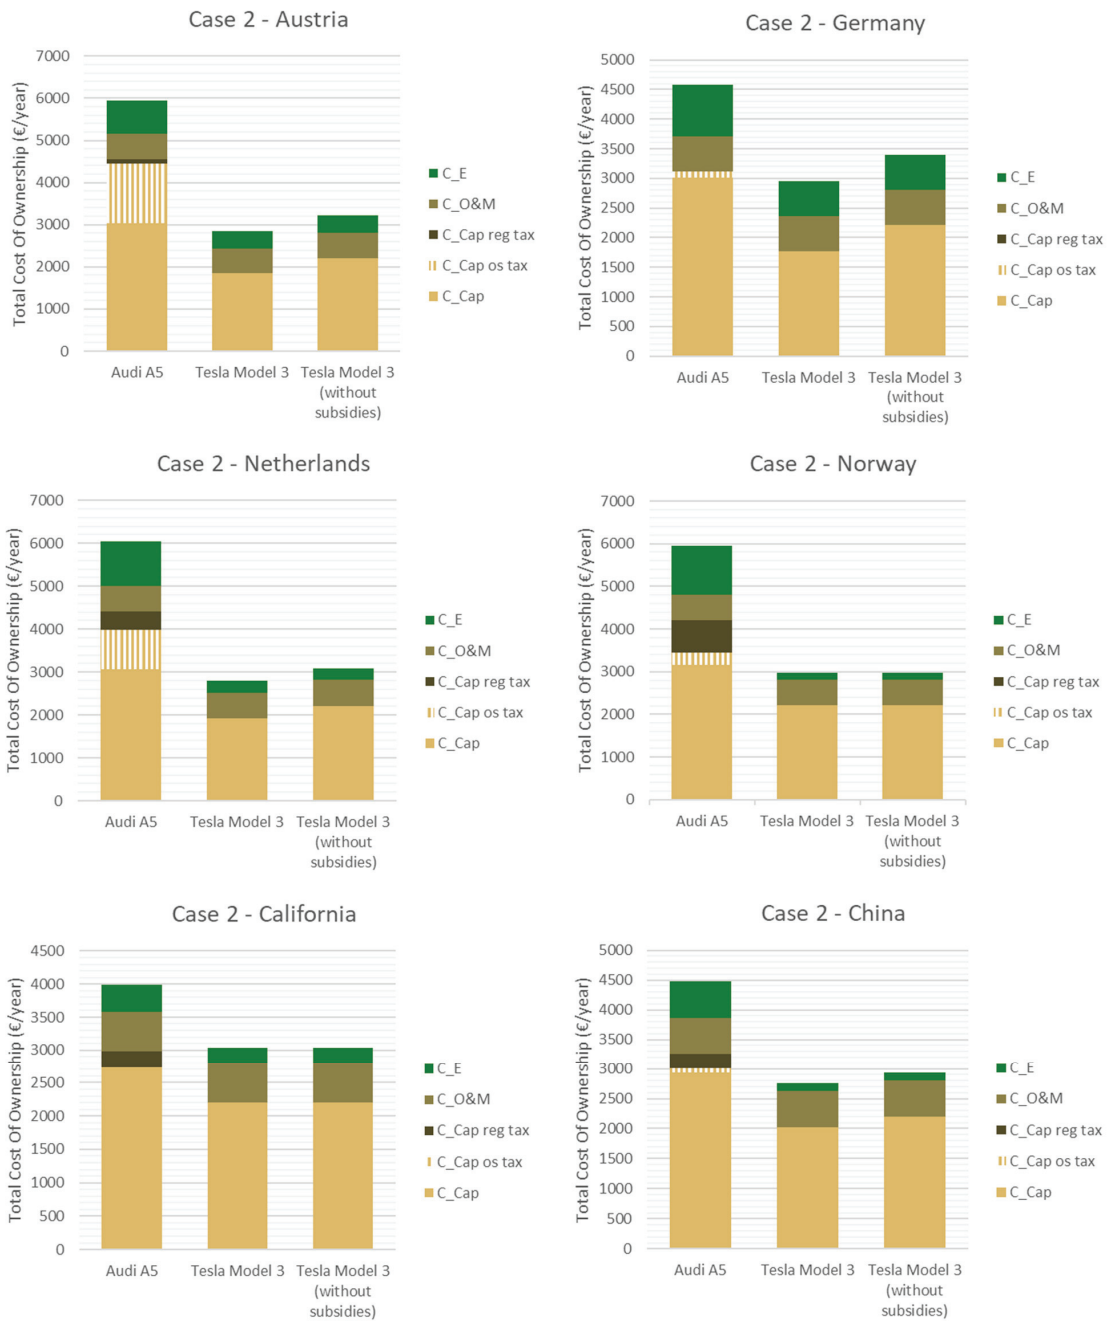 Case 2 - Austria
Total Cost Of Ownership (€/year)
7000
6000
5000
4000
3000
2000
1000
0
Audi A5
Tesla Model 3
Tesla Model 3
(without
subsidies)
C_E
C_O&M
C_Cap reg tax
C_Cap os tax
C_Cap
Case 2 - Germany
Total Cost Of Ownership (€/year)
5000
4500
4000
3500
3000
2500
2000
1500
1000
500
0
Audi A5
Tesla Model 3
Tesla Model 3
(without
subsidies)
C_E
C_O&M
C_Cap reg tax
C_Cap os tax
C_Cap
Case 2 - Netherlands
Total Cost Of Ownership (€/year)
7000
6000
5000
4000
3000
2000
1000
0
Audi A5
Tesla Model 3
Tesla Model 3
(without
subsidies)
C_E
C_O&M
C_Cap reg tax
C_Cap os tax
C_Cap
Case 2 - Norway
Total Cost Of Ownership (€/year)
7000
6000
5000
4000
3000
2000
1000
0
Audi A5
Tesla Model 3
Tesla Model 3
(without
subsidies)
C_E
C_O&M
C_Cap reg tax
C_Cap os tax
C_Cap
Case 2 - California
Total Cost Of Ownership (€/year)
4500
4000
3500
3000
2500
2000
1500
1000
500
0
Audi A5
Tesla Model 3
Tesla Model 3
(without
subsidies)
C_E
C_O&M
C_Cap reg tax
C_Cap os tax
C_Cap
Case 2 - China
Total Cost Of Ownership (€/year)
5000
4500
4000
3500
3000
2500
2000
1500
1000
500
0
Audi A5
Tesla Model 3
Tesla Model 3
(without
subsidies)
C_E
C_O&M
C_Cap reg tax
C_Cap os tax
C_Cap